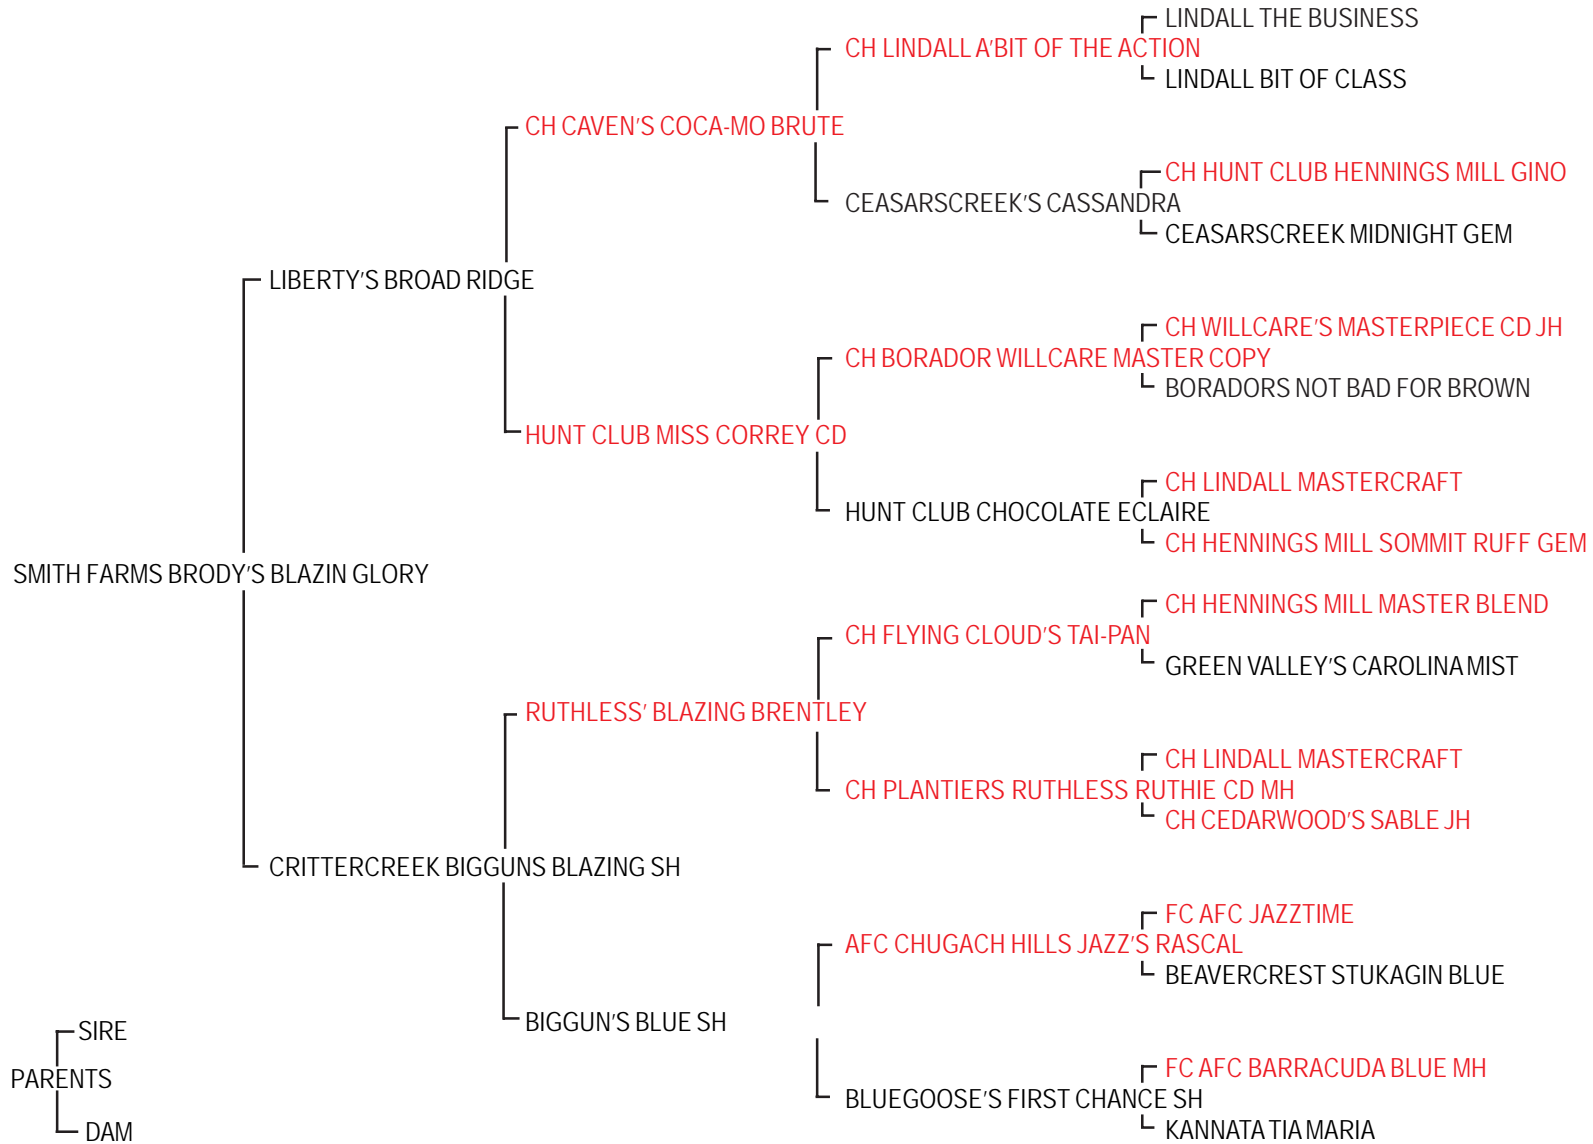 LINDALL THE BUSINESS
CH LINDALL A'BIT OF THE ACTION
LINDALL BIT OF CLASS
CH CAVEN'S COCA-MO BRUTE
CH HUNT CLUB HENNINGS MILL GINO
CEASARSCREEK'S CASSANDRA
CEASARSCREEK MIDNIGHT GEM
LIBERTY'S BROAD RIDGE
CH WILLCARE'S MASTERPIECE CD JH
CH BORADOR WILLCARE MASTER COPY
BORADORS NOT BAD FOR BROWN
HUNT CLUB MISS CORREY CD
CH LINDALL MASTERCRAFT
HUNT CLUB CHOCOLATE ECLAIRE
CH HENNINGS MILL SOMMIT RUFF GEM
SMITH FARMS BRODY'S BLAZIN GLORY
CH HENNINGS MILL MASTER BLEND
CH FLYING CLOUD'S TAI-PAN
GREEN VALLEY'S CAROLINA MIST
RUTHLESS' BLAZING BRENTLEY
CH LINDALL MASTERCRAFT
CH PLANTIERS RUTHLESS RUTHIE CD MH
CH CEDARWOOD'S SABLE JH
CRITTERCREEK BIGGUNS BLAZING SH
FC AFC JAZZTIME
AFC CHUGACH HILLS JAZZ'S RASCAL
BEAVERCREST STUKAGIN BLUE
BIGGUN'S BLUE SH
FC AFC BARRACUDA BLUE MH
BLUEGOOSE'S FIRST CHANCE SH
KANNATA TIA MARIA
SIRE
PARENTS
DAM